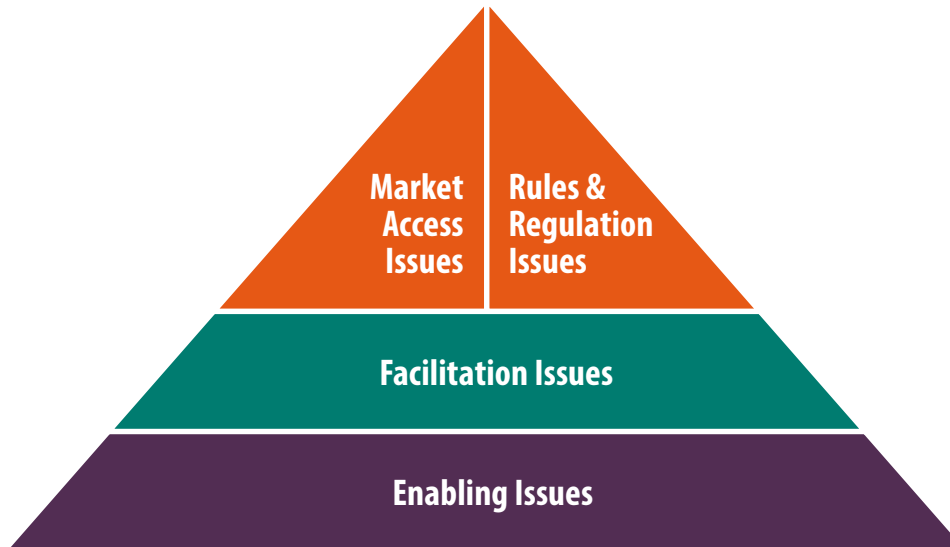 Market
Access
Issues
Rules &
Regulation
Issues
Facilitation Issues
Enabling Issues